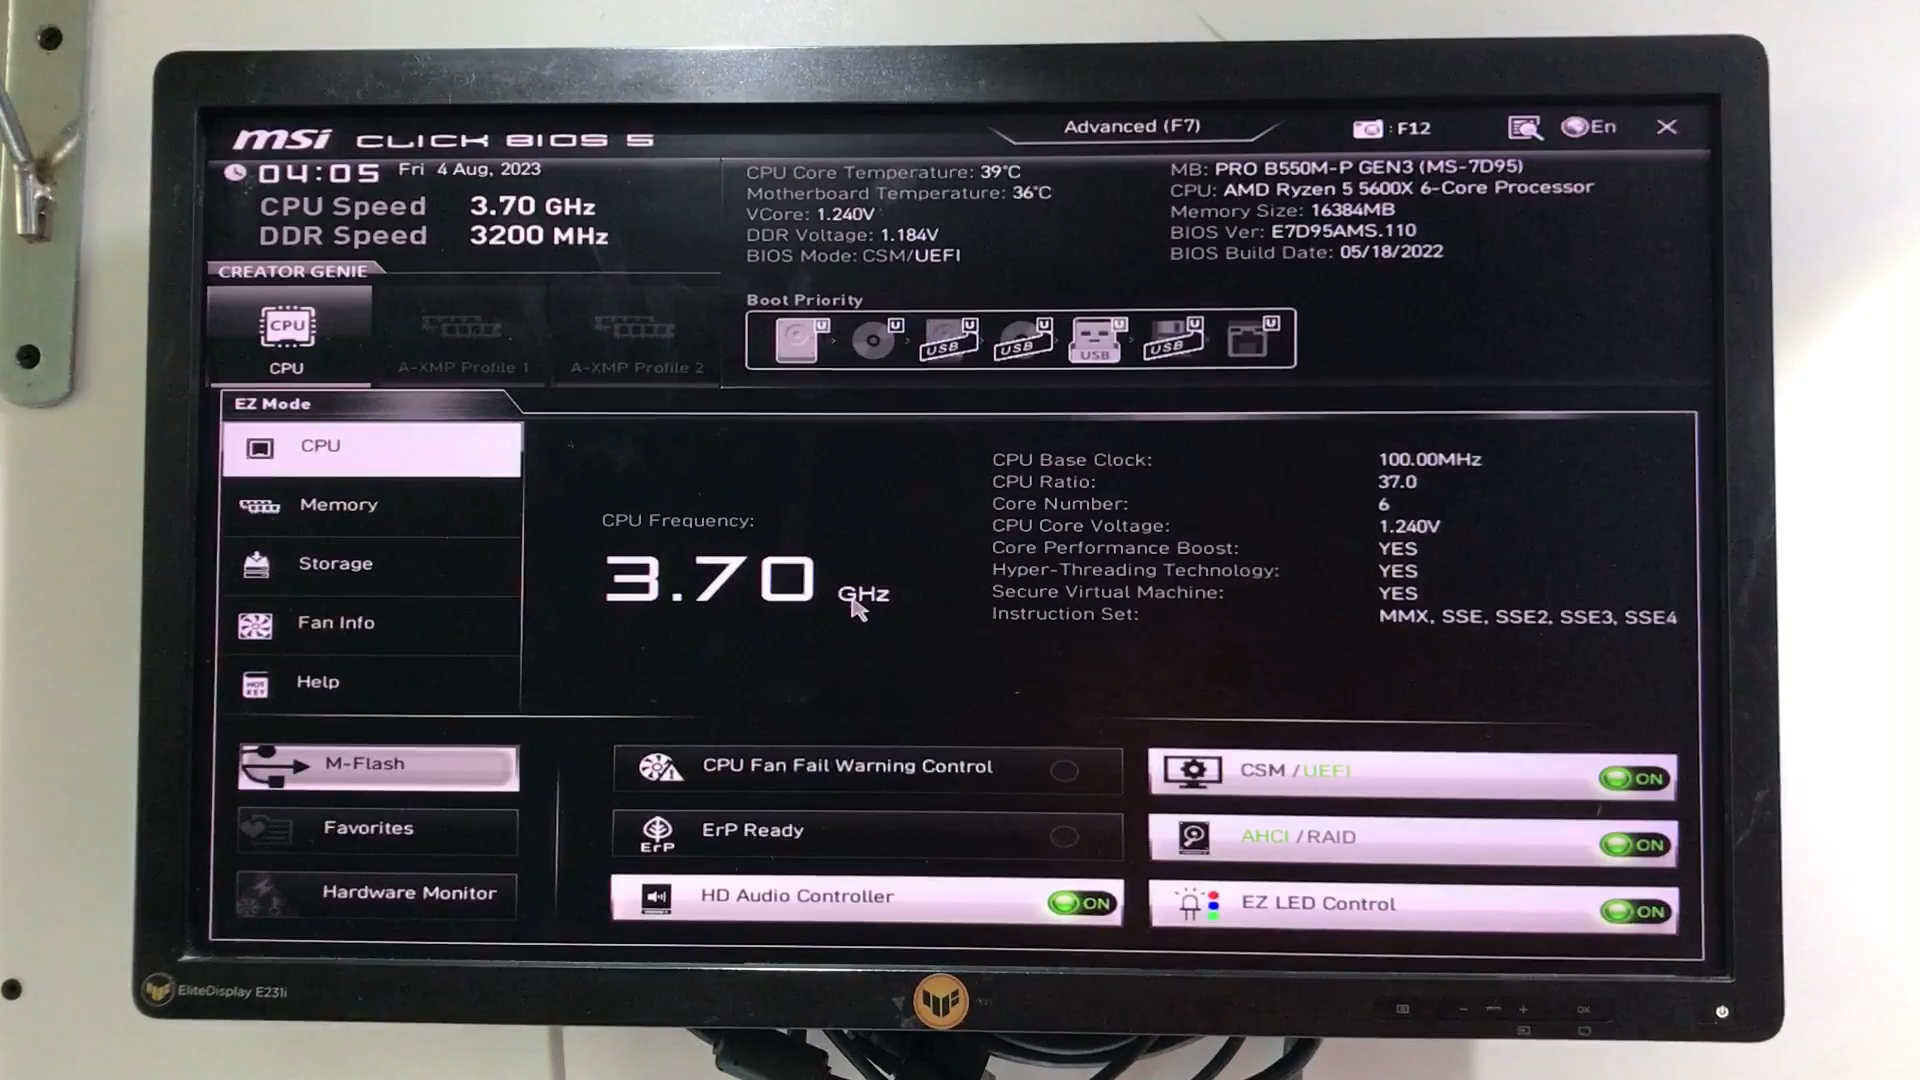 msi CLICK BIOS 5
Advanced (F7)
: F12
En
04:05 Fri 4 Aug, 2023
CPU Speed 3.70 GHz
DDR Speed 3200 MHz
CPU Core Temperature: 39°C
Motherboard Temperature: 36°C
VCore: 1.240V
DDR Voltage: 1.184V
BIOS Mode: CSM/UEFI
MB: PRO B550M-P GEN3 (MS-7D95)
CPU: AMD Ryzen 5 5600X 6-Core Processor
Memory Size: 16384MB
BIOS Ver: E7D95AMS.110
BIOS Build Date: 05/18/2022
CREATOR GENIE
CPU
CPU
A-XMP Profile 1
A-XMP Profile 2
Boot Priority
U U U U U U U
USB USB USB USB
EZ Mode
CPU
Memory
Storage
Fan Info
HOT KEY
Help
CPU Frequency:
3.70 GHz
CPU Base Clock: 100.00MHz
CPU Ratio: 37.0
Core Number: 6
CPU Core Voltage: 1.240V
Core Performance Boost: YES
Hyper-Threading Technology: YES
Secure Virtual Machine: YES
Instruction Set: MMX, SSE, SSE2, SSE3, SSE4
M-Flash
Favorites
Hardware Monitor
CPU Fan Fail Warning Control
ErP
ErP Ready
HD Audio Controller ON
CSM /UEFI ON
AHCI /RAID ON
EZ LED Control ON
EliteDisplay E231i
OK